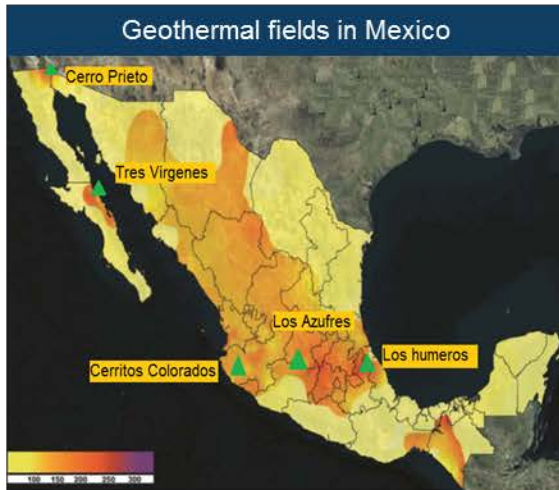 Geothermal fields in Mexico
Cerro Prieto
Tres Virgenes
Los Azufres
Los humeros
Cerritos Colorados
100 150 200 250 300